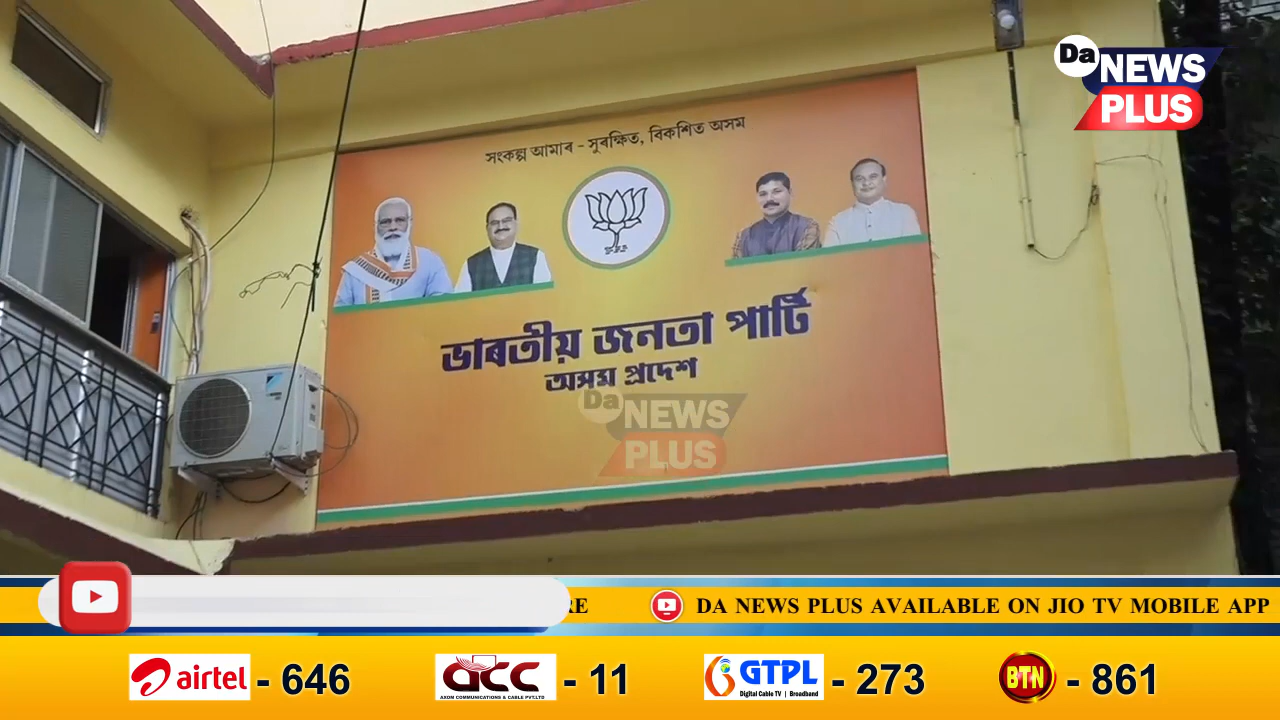 Da NEWS PLUS
সংকল্প আমাৰ - সুৰক্ষিত, বিকশিত অসম
ভাৰতীয় জনতা পাৰ্টি
অসম প্ৰদেশ
Da NEWS PLUS
RE
DA NEWS PLUS AVAILABLE ON JIO TV MOBILE APP
airtel - 646
ACC - 11
AXOM COMMUNICATIONS & CABLE PVT.LTD
GTPL - 273
Digital Cable TV | Broadband
BTN - 861